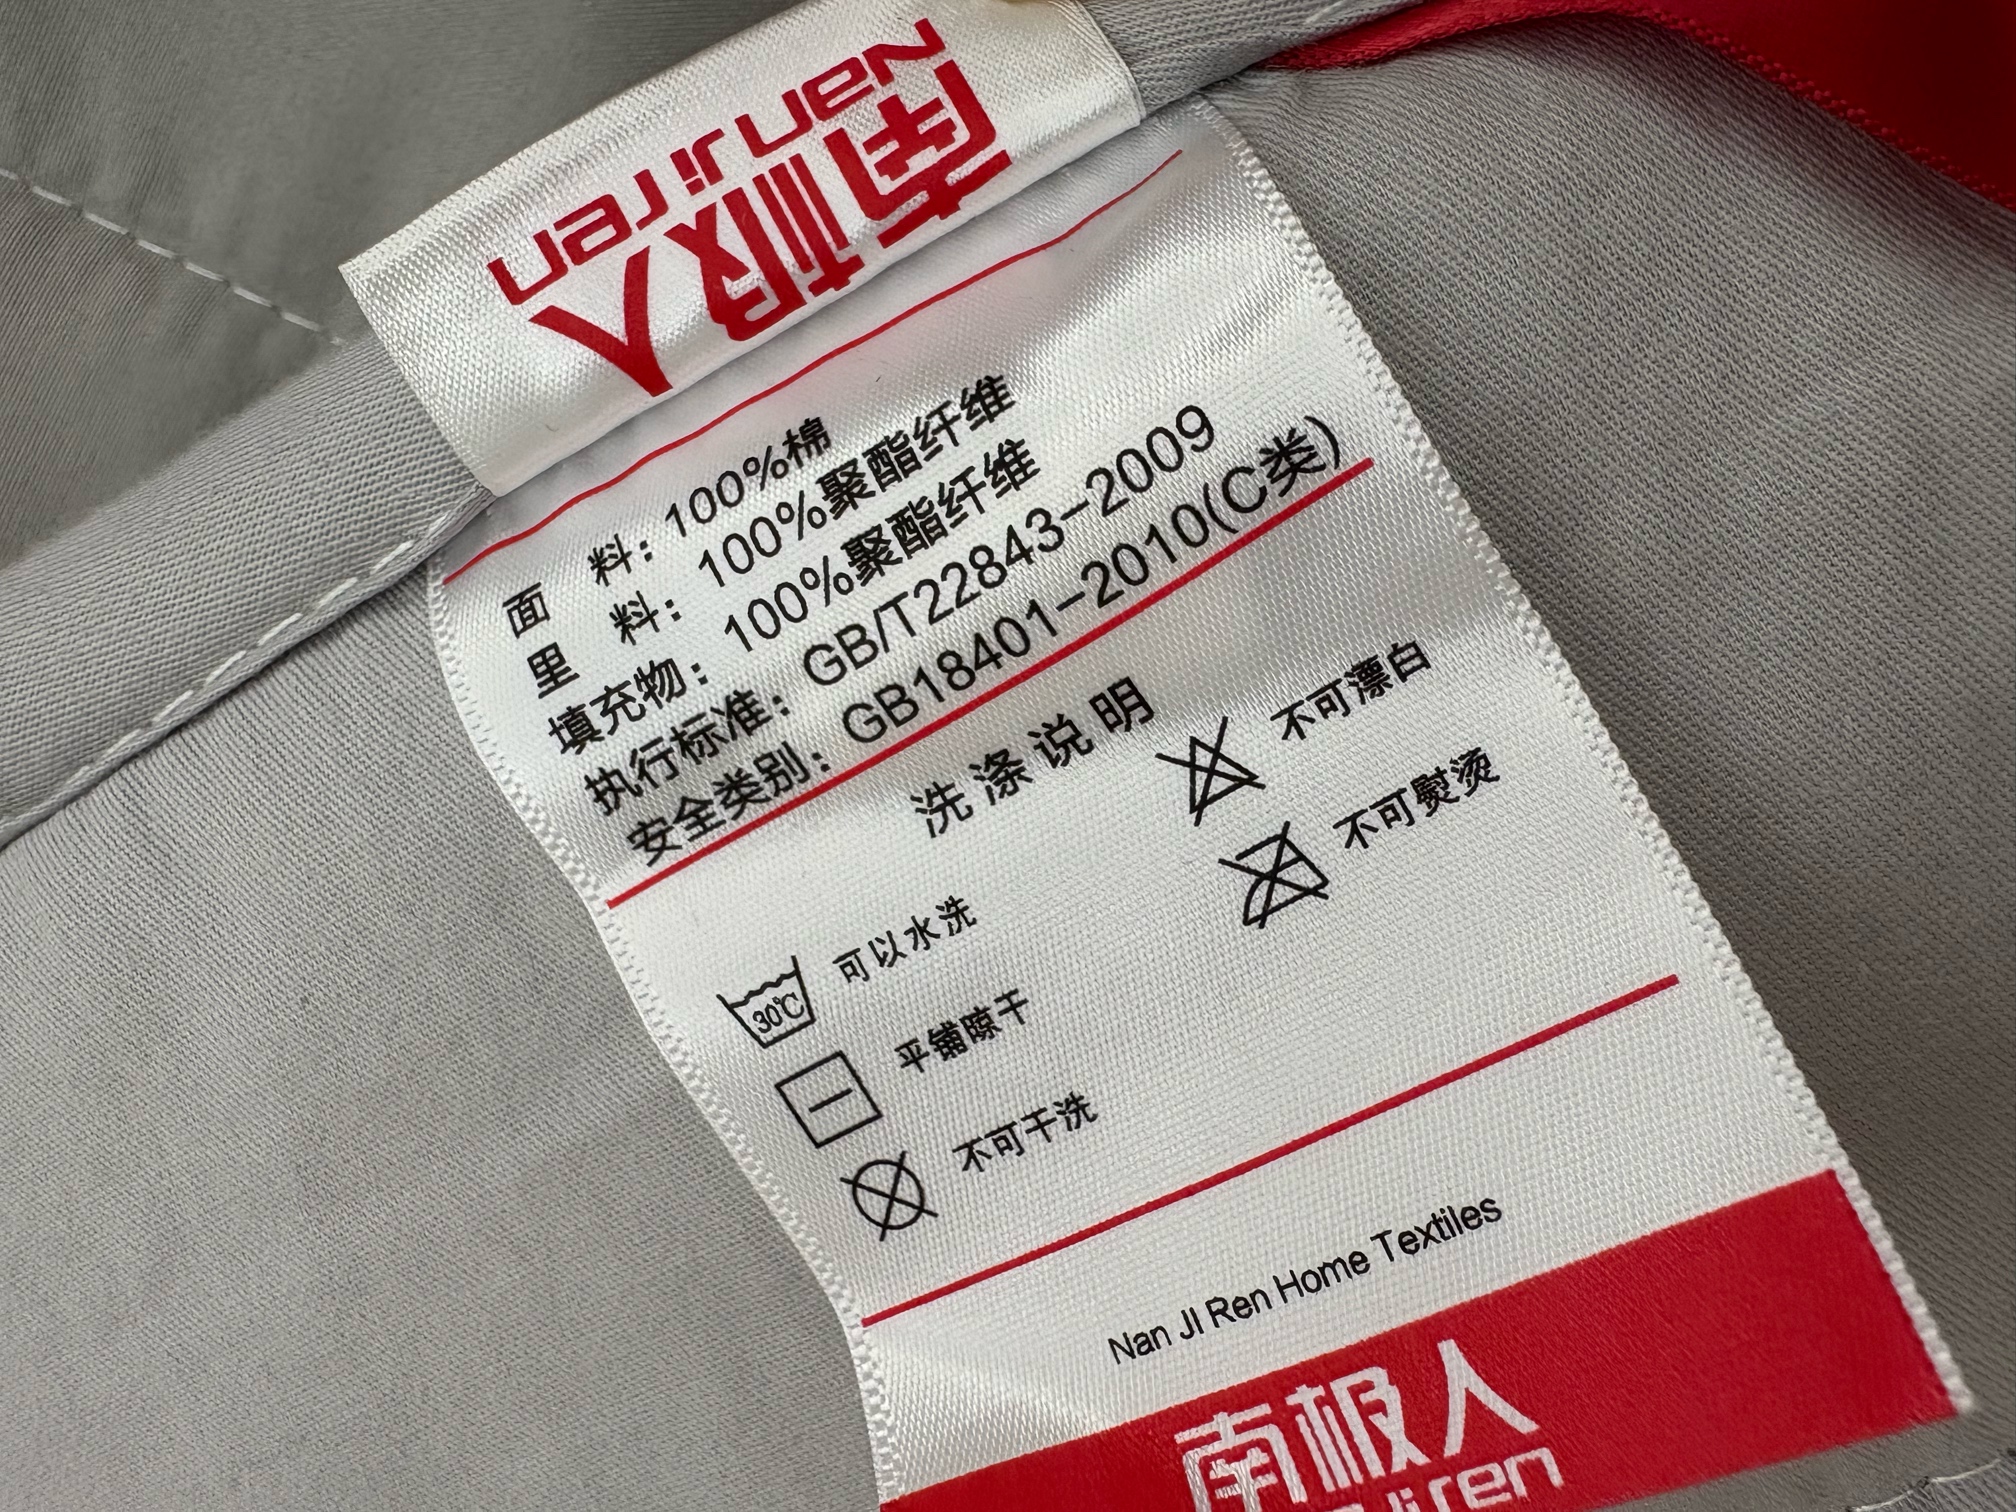 南极人
Nan Ji ren
面 料：100%棉
里 料：100%聚酯纤维
填充物：100%聚酯纤维
执行标准：GB/T22843-2009
安全类别：GB18401-2010(C类)
洗涤说明
30℃ 可以水洗
不可漂白
平铺晾干
不可熨烫
不可干洗
Nan JI Ren Home Textiles
南极人
Ji ren